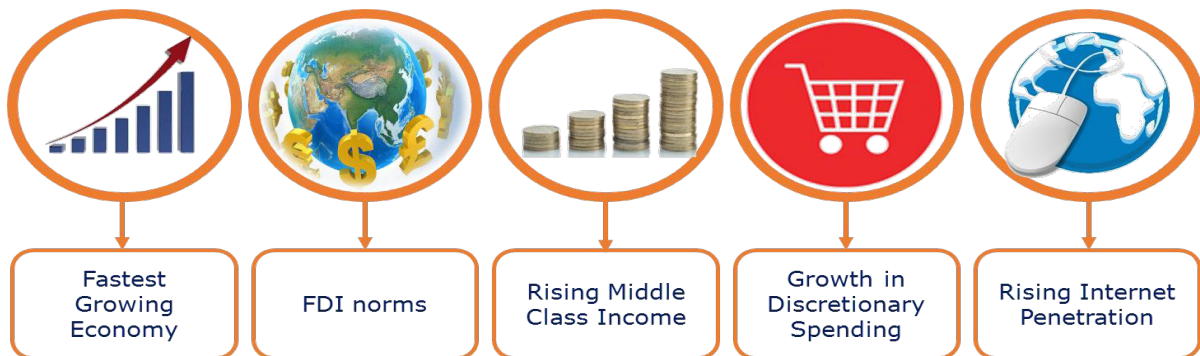 Fastest
Growing
Economy
FDI norms
Rising Middle
Class Income
Growth in
Discretionary
Spending
Rising Internet
Penetration